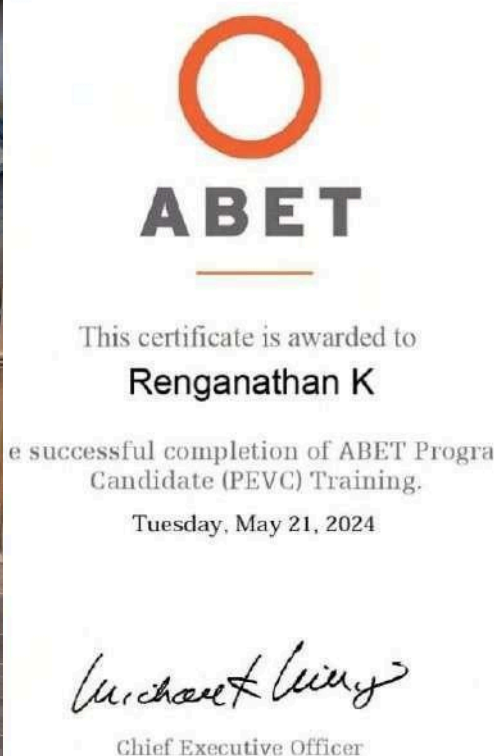 ABET
This certificate is awarded to
Renganathan K
e successful completion of ABET Progra
Candidate (PEVC) Training.
Tuesday, May 21, 2024
Chief Executive Officer